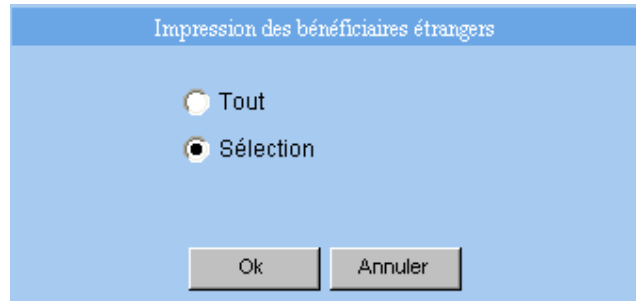 Impression des bénéficiaires étrangers
Tout
Sélection
Ok Annuler